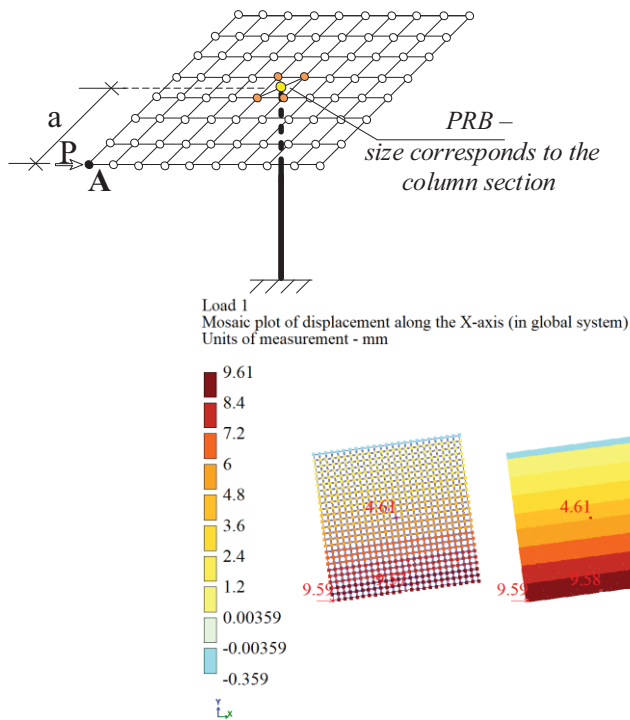 a
P
A
PRB –
size corresponds to the
column section
Load 1
Mosaic plot of displacement along the X-axis (in global system)
Units of measurement - mm
9.61
8.4
7.2
6
4.8
3.6
2.4
1.2
0.00359
-0.00359
-0.359
4.61
4.61
9.59
9.59
9.58
Y
X